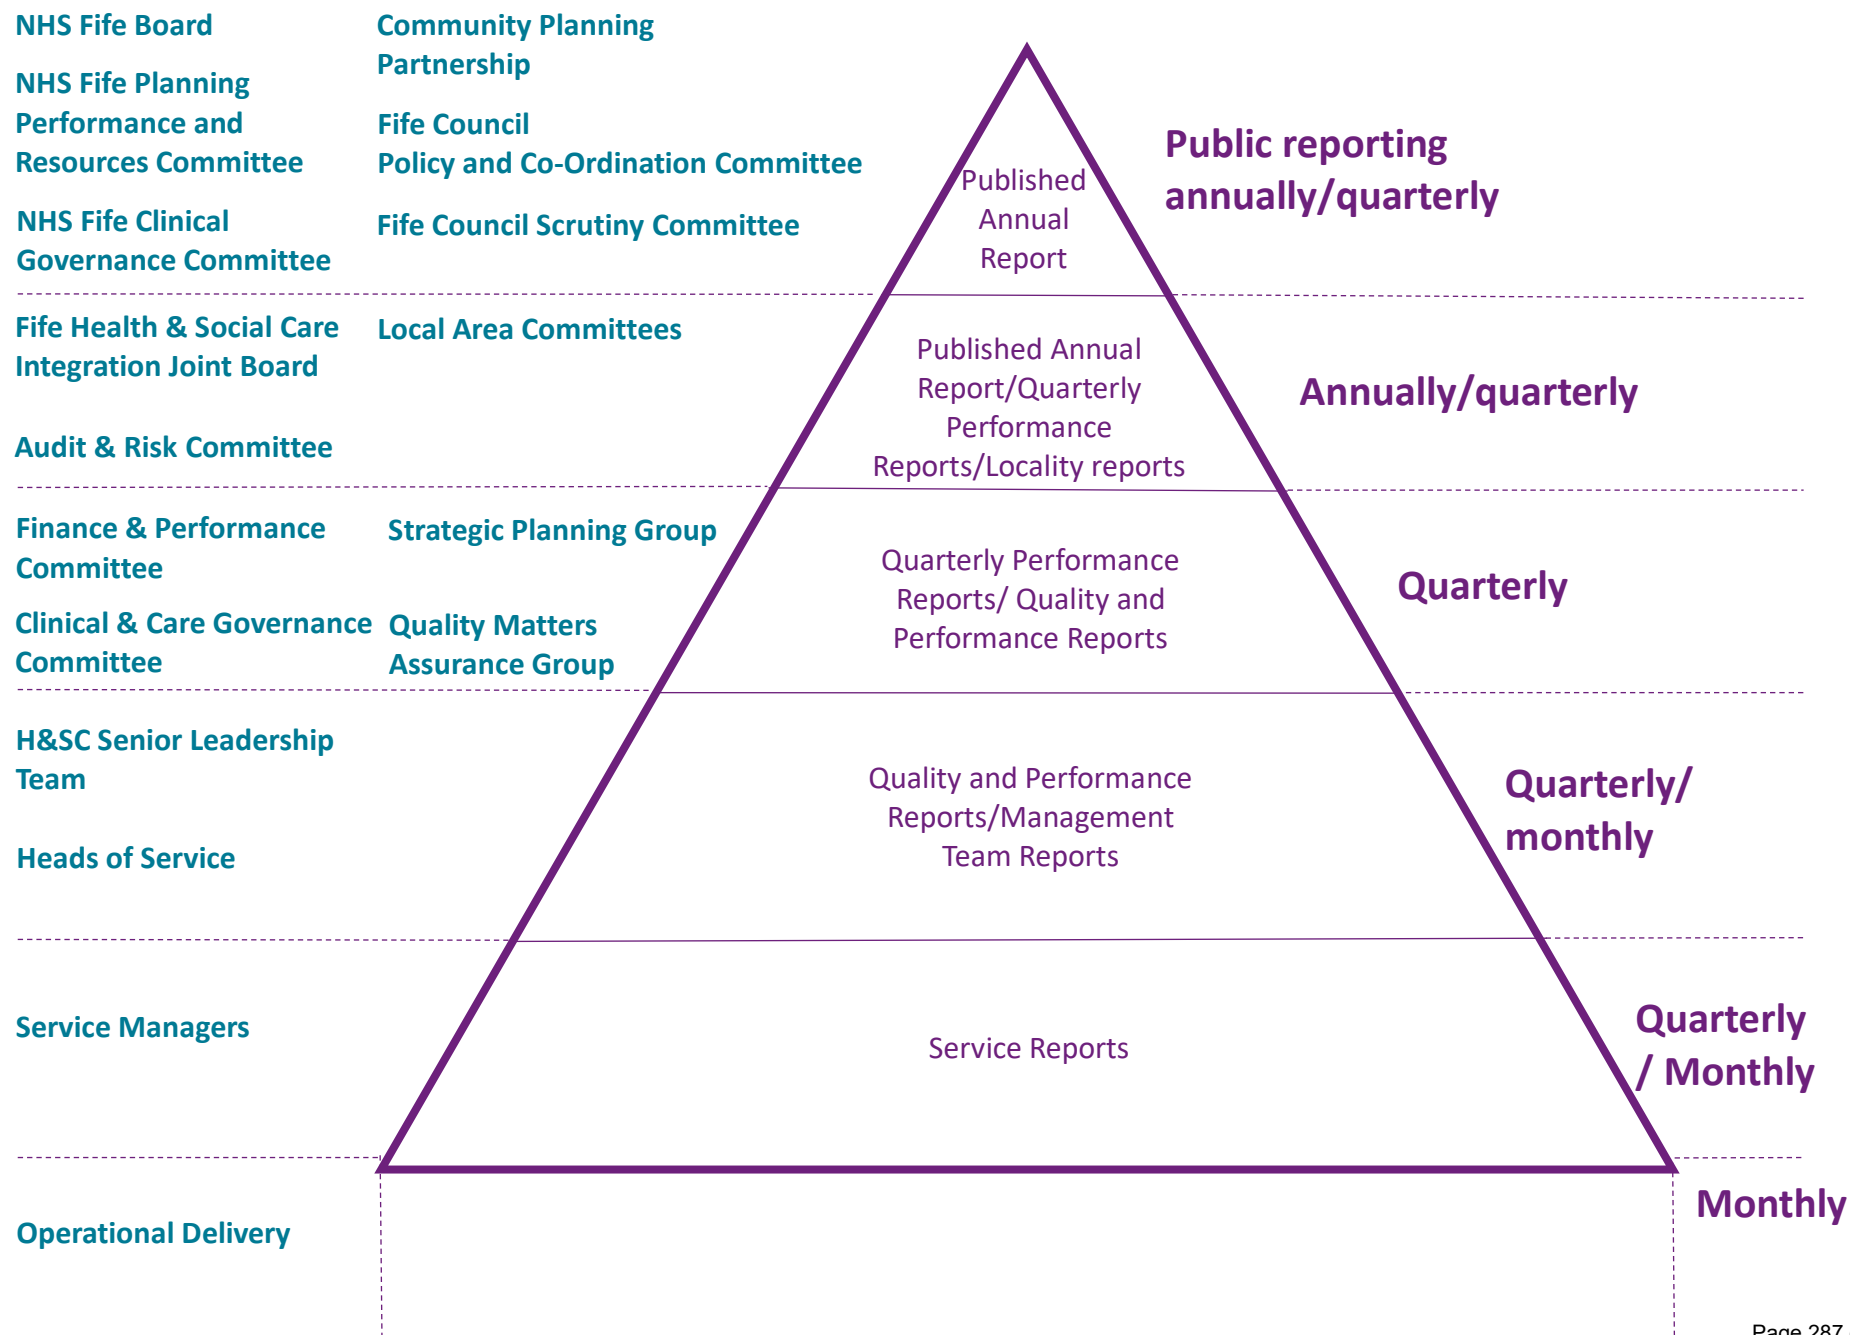 NHS Fife Board
NHS Fife Planning
Performance and
Resources Committee
NHS Fife Clinical
Governance Committee
Community Planning
Partnership
Fife Council
Policy and Co-Ordination Committee
Fife Council Scrutiny Committee
Published
Annual
Report
Public reporting
annually/quarterly
Fife Health & Social Care
Integration Joint Board
Audit & Risk Committee
Local Area Committees
Published Annual
Report/Quarterly
Performance
Reports/Locality reports
Annually/quarterly
Finance & Performance
Committee
Clinical & Care Governance
Committee
Strategic Planning Group
Quality Matters
Assurance Group
Quarterly Performance
Reports/ Quality and
Performance Reports
Quarterly
H&SC Senior Leadership
Team
Heads of Service
Quality and Performance
Reports/Management
Team Reports
Quarterly/
monthly
Service Managers
Service Reports
Quarterly
/ Monthly
Operational Delivery
Monthly
Page 287